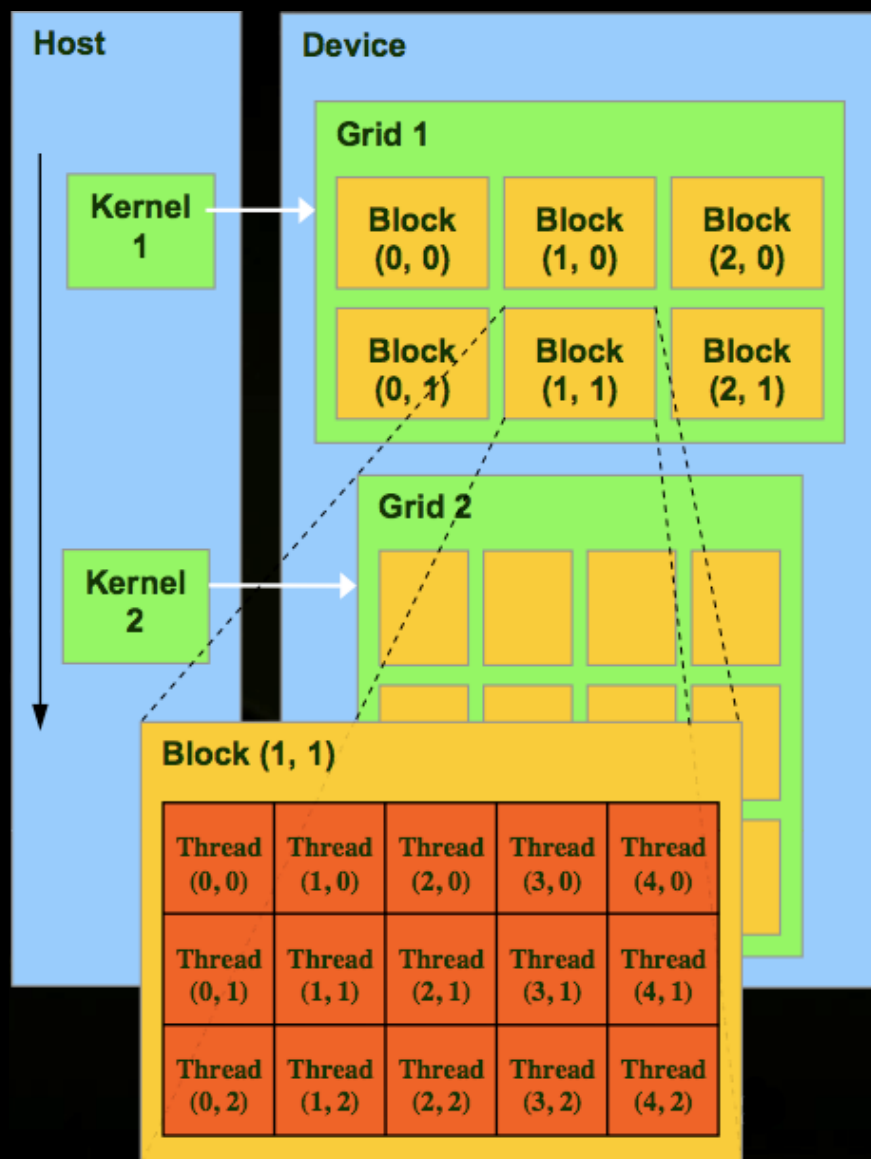 Host
Device
Grid 1
Kernel
1
Block
(0, 0)
Block
(1, 0)
Block
(2, 0)
Block
(0, 1)
Block
(1, 1)
Block
(2, 1)
Grid 2
Kernel
2
Block (1, 1)
Thread
(0, 0)
Thread
(1, 0)
Thread
(2, 0)
Thread
(3, 0)
Thread
(4, 0)
Thread
(0, 1)
Thread
(1, 1)
Thread
(2, 1)
Thread
(3, 1)
Thread
(4, 1)
Thread
(0, 2)
Thread
(1, 2)
Thread
(2, 2)
Thread
(3, 2)
Thread
(4, 2)